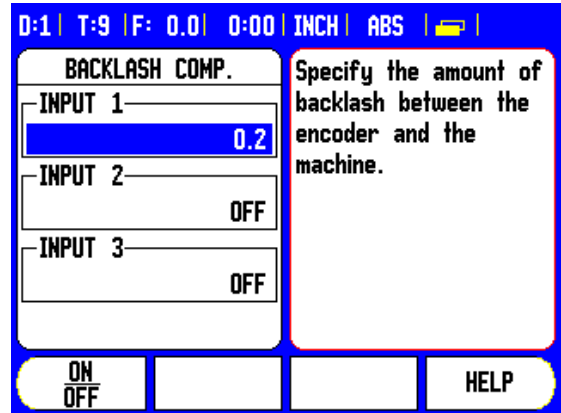 D:1 | T:9 | F: 0.0 | 0:00 | INCH | ABS |
BACKLASH COMP.
INPUT 1
0.2
INPUT 2
OFF
INPUT 3
OFF
Specify the amount of
backlash between the
encoder and the
machine.
ON
OFF
HELP